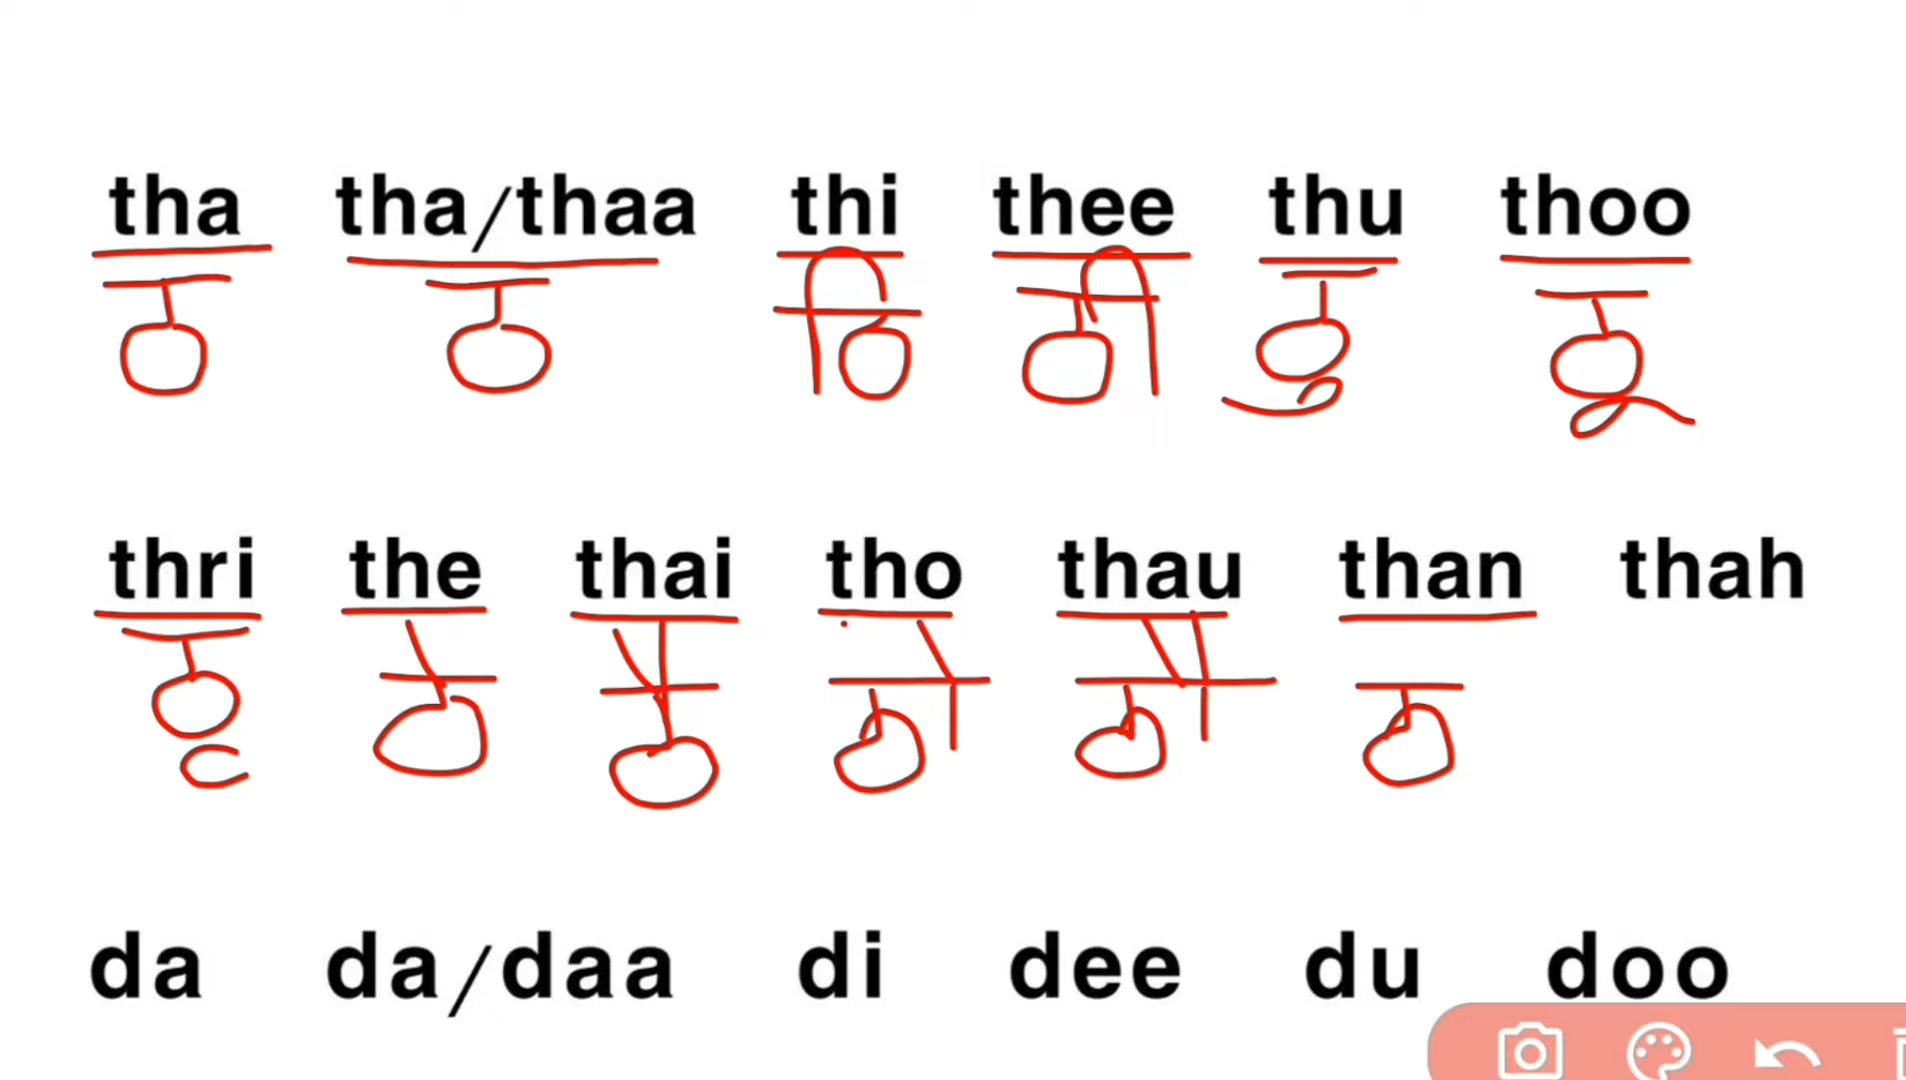 tha tha/thaa thi thee thu thoo
ठ ठ ठि ठी ठु ठू
thri the thai tho thau than thah
ठृ ठे ठै ठो ठौ ठ
da da/daa di dee du doo